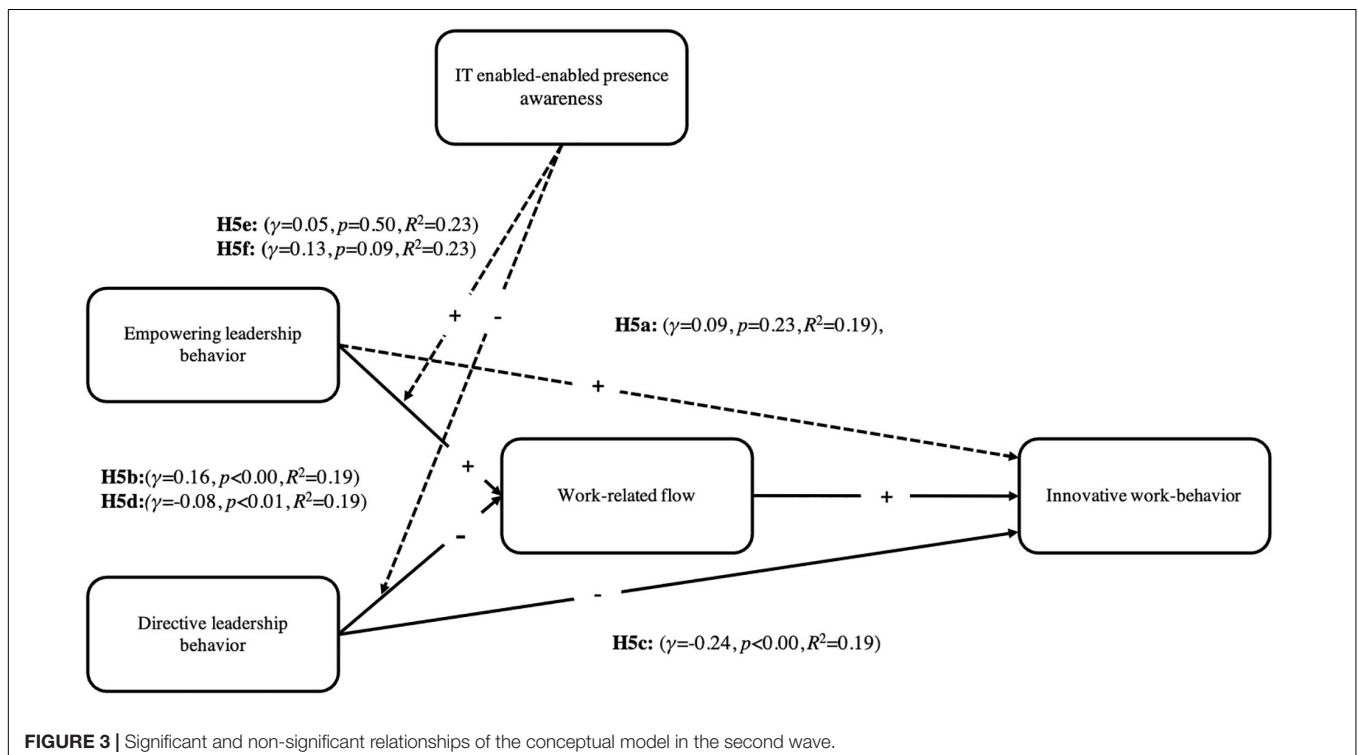 IT enabled-enabled presence
awareness
H5e: (γ=0.05, p=0.50, R²=0.23)
H5f: (γ=0.13, p=0.09, R²=0.23)
+
-
Empowering leadership
behavior
H5a: (γ=0.09, p=0.23, R²=0.19),
+
H5b:(γ=0.16, p<0.00, R²=0.19)
H5d:(γ=-0.08, p<0.01, R²=0.19)
+
-
Work-related flow
+
Innovative work-behavior
Directive leadership
behavior
-
H5c: (γ=-0.24, p<0.00, R²=0.19)
FIGURE 3 | Significant and non-significant relationships of the conceptual model in the second wave.